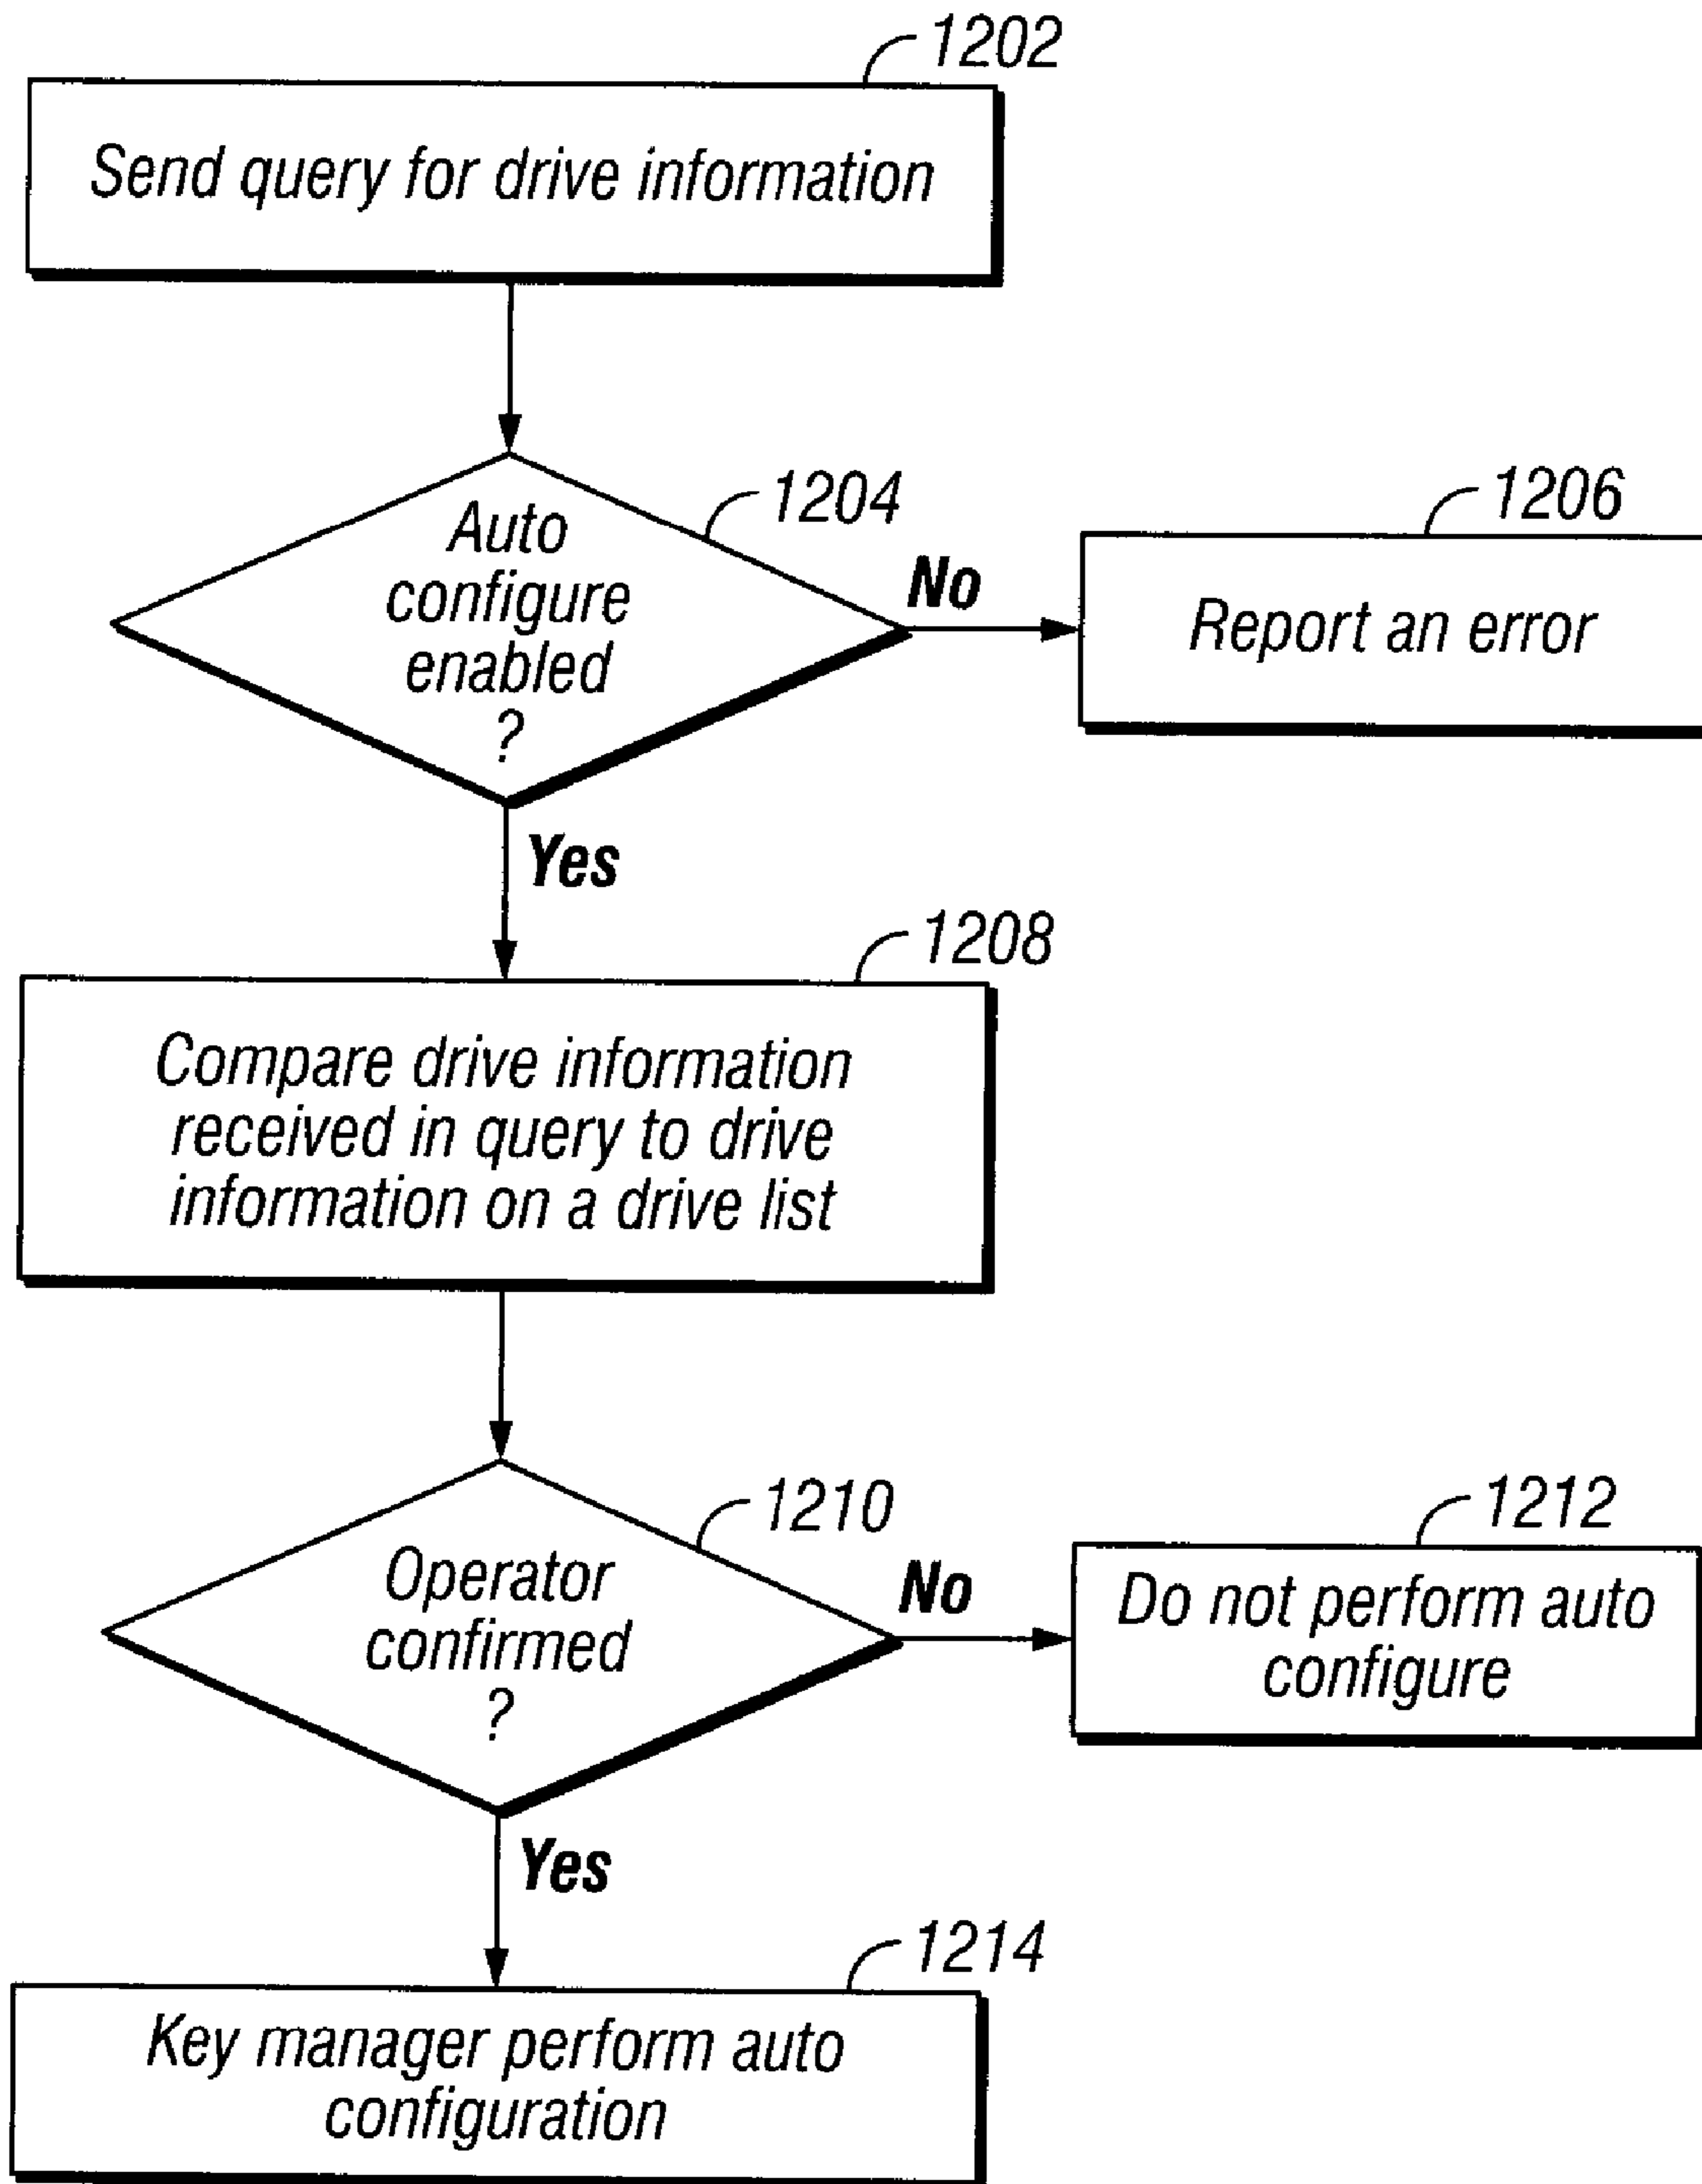 1202
Send query for drive information
1204
Auto
configure
enabled
?
No
1206
Report an error
Yes
1208
Compare drive information
received in query to drive
information on a drive list
1210
Operator
confirmed
?
No
1212
Do not perform auto
configure
Yes
1214
Key manager perform auto
configuration